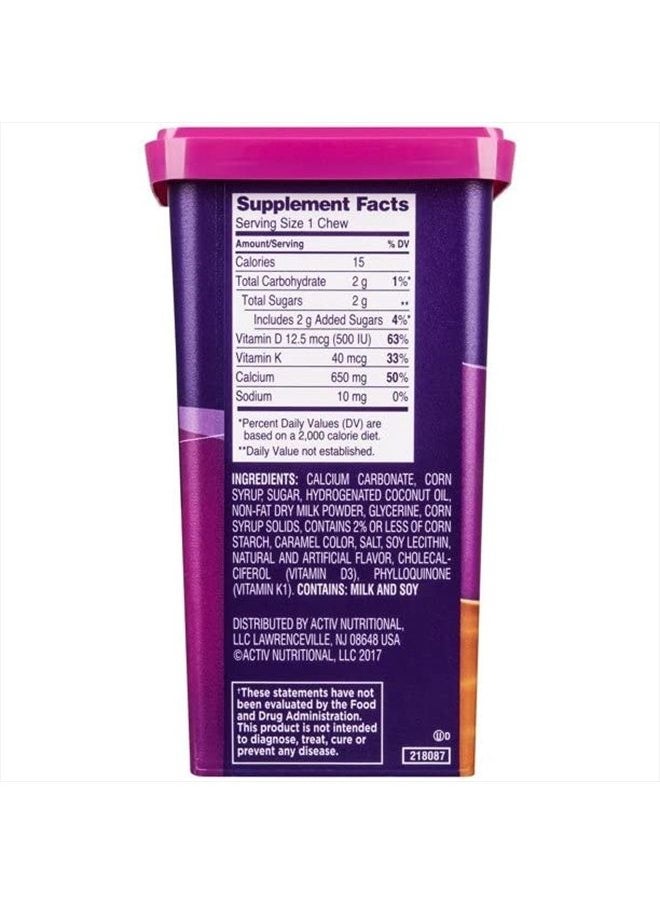 Supplement Facts
Serving Size 1 Chew
Amount/Serving % DV
Calories 15
Total Carbohydrate 2 g 1%*
Total Sugars 2 g **
Includes 2 g Added Sugars 4%*
Vitamin D 12.5 mcg (500 IU) 63%
Vitamin K 40 mcg 33%
Calcium 650 mg 50%
Sodium 10 mg 0%
*Percent Daily Values (DV) are
based on a 2,000 calorie diet.
**Daily Value not established.
INGREDIENTS: CALCIUM CARBONATE, CORN
SYRUP, SUGAR, HYDROGENATED COCONUT OIL,
NON-FAT DRY MILK POWDER, GLYCERINE, CORN
SYRUP SOLIDS, CONTAINS 2% OR LESS OF CORN
STARCH, CARAMEL COLOR, SALT, SOY LECITHIN,
NATURAL AND ARTIFICIAL FLAVOR, CHOLECAL-
CIFEROL (VITAMIN D3), PHYLLOQUINONE
(VITAMIN K1). CONTAINS: MILK AND SOY
DISTRIBUTED BY ACTIV NUTRITIONAL,
LLC LAWRENCEVILLE, NJ 08648 USA
©ACTIV NUTRITIONAL, LLC 2017
†These statements have not
been evaluated by the Food
and Drug Administration.
This product is not intended
to diagnose, treat, cure or
prevent any disease.
Ⓤ D
218087